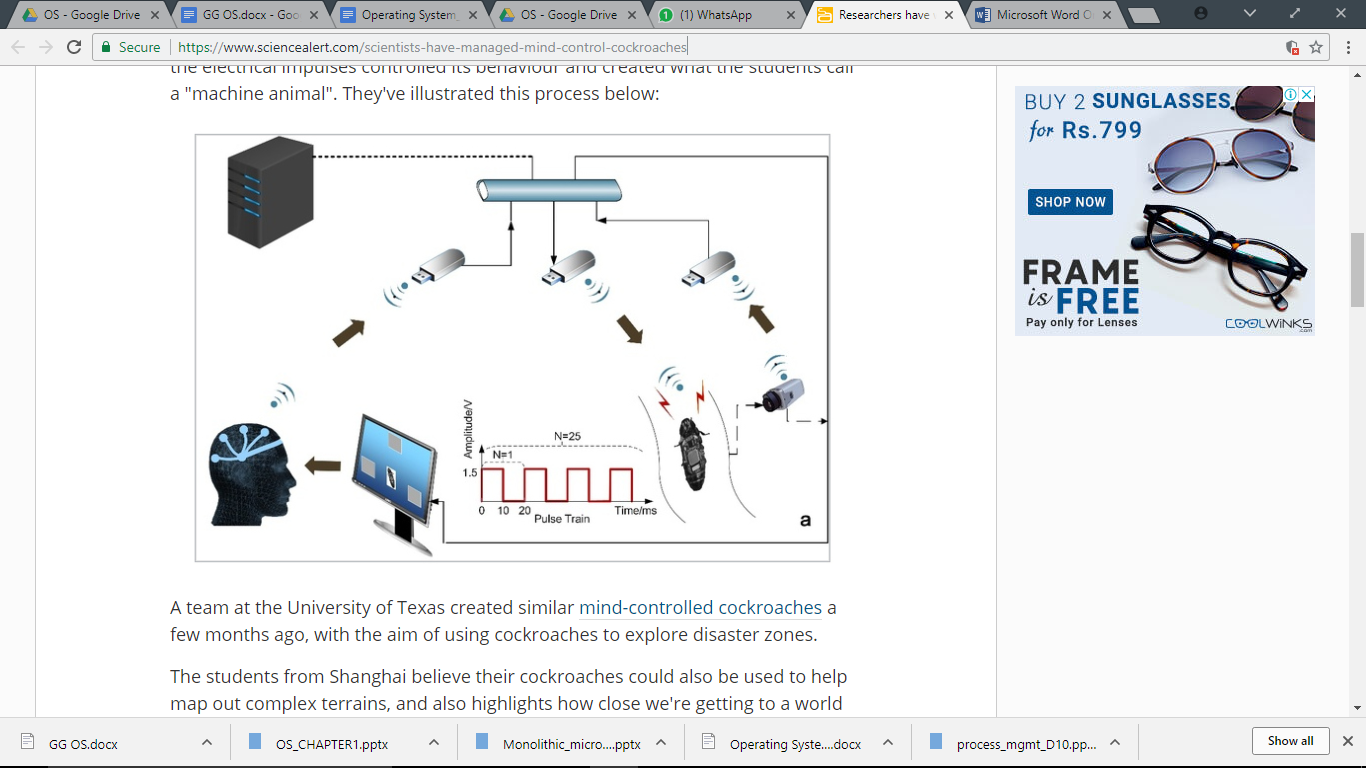 OS - Google Drive
GG OS.docx - Goo
Operating System_
OS - Google Drive
(1) WhatsApp
Researchers have
Microsoft Word O
Secure
https://www.sciencealert.com/scientists-have-managed-mind-control-cockroaches
the electrical impulses controlled its behaviour and created what the students call
a "machine animal". They've illustrated this process below:
BUY 2 SUNGLASSES
for Rs.799
SHOP NOW
FRAME
is FREE
Pay only for Lenses
COOLWINKS
.com
Amplitude/V
N=25
N=1
1.5
0 10 20
Time/ms
Pulse Train
a
A team at the University of Texas created similar mind-controlled cockroaches a
few months ago, with the aim of using cockroaches to explore disaster zones.
The students from Shanghai believe their cockroaches could also be used to help
map out complex terrains, and also highlights how close we're getting to a world
GG OS.docx
OS_CHAPTER1.pptx
Monolithic_micro....pptx
Operating Syste....docx
process_mgmt_D10.pp...
Show all